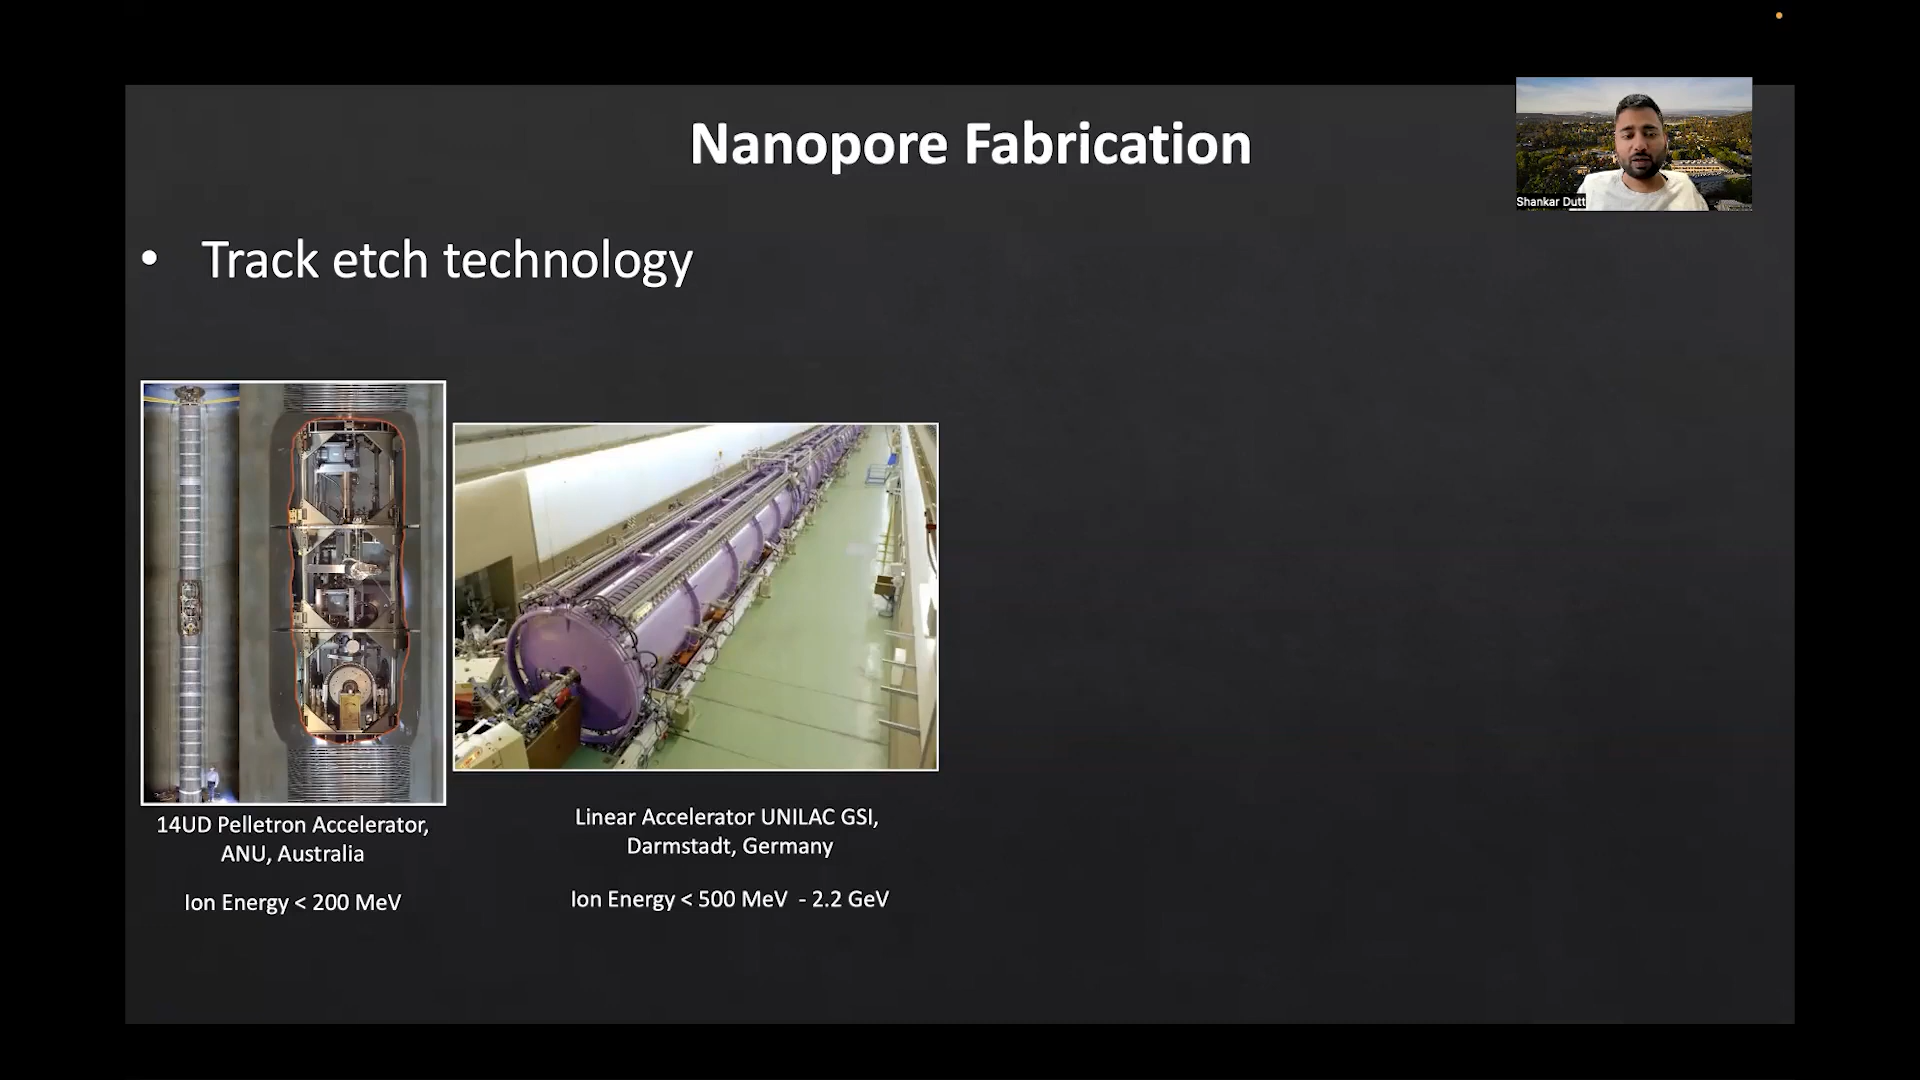 Nanopore Fabrication
Shankar Dutt
• Track etch technology
14UD Pelletron Accelerator,
ANU, Australia
Ion Energy < 200 MeV
Linear Accelerator UNILAC GSI,
Darmstadt, Germany
Ion Energy < 500 MeV - 2.2 GeV